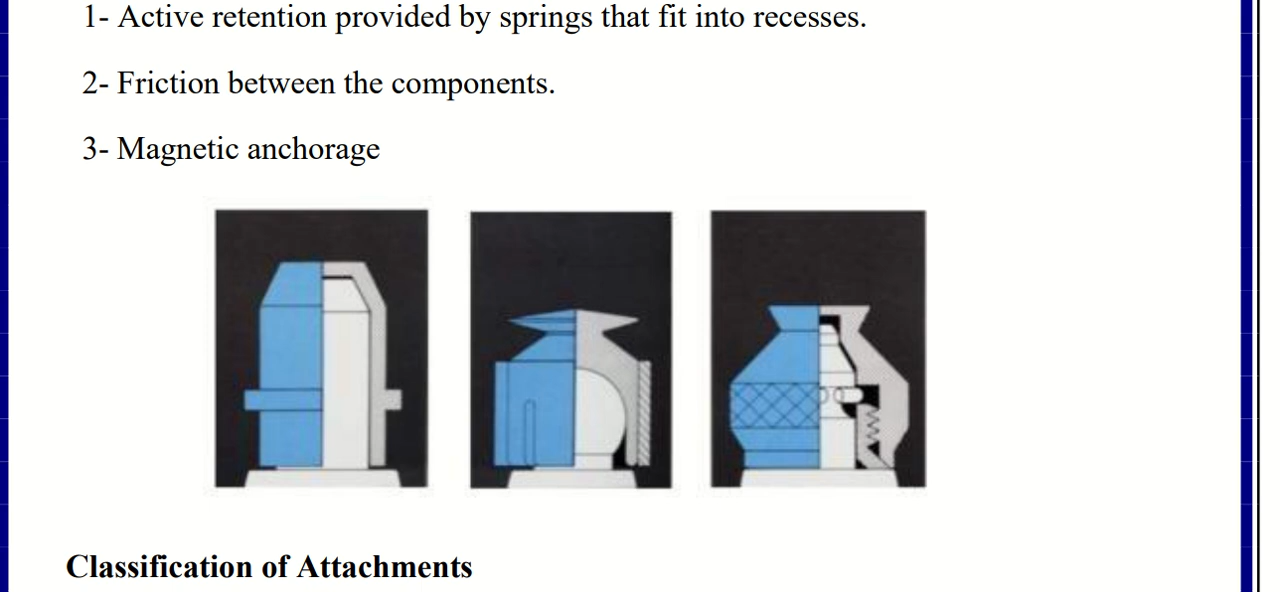 1- Active retention provided by springs that fit into recesses.
2- Friction between the components.
3- Magnetic anchorage
Classification of Attachments